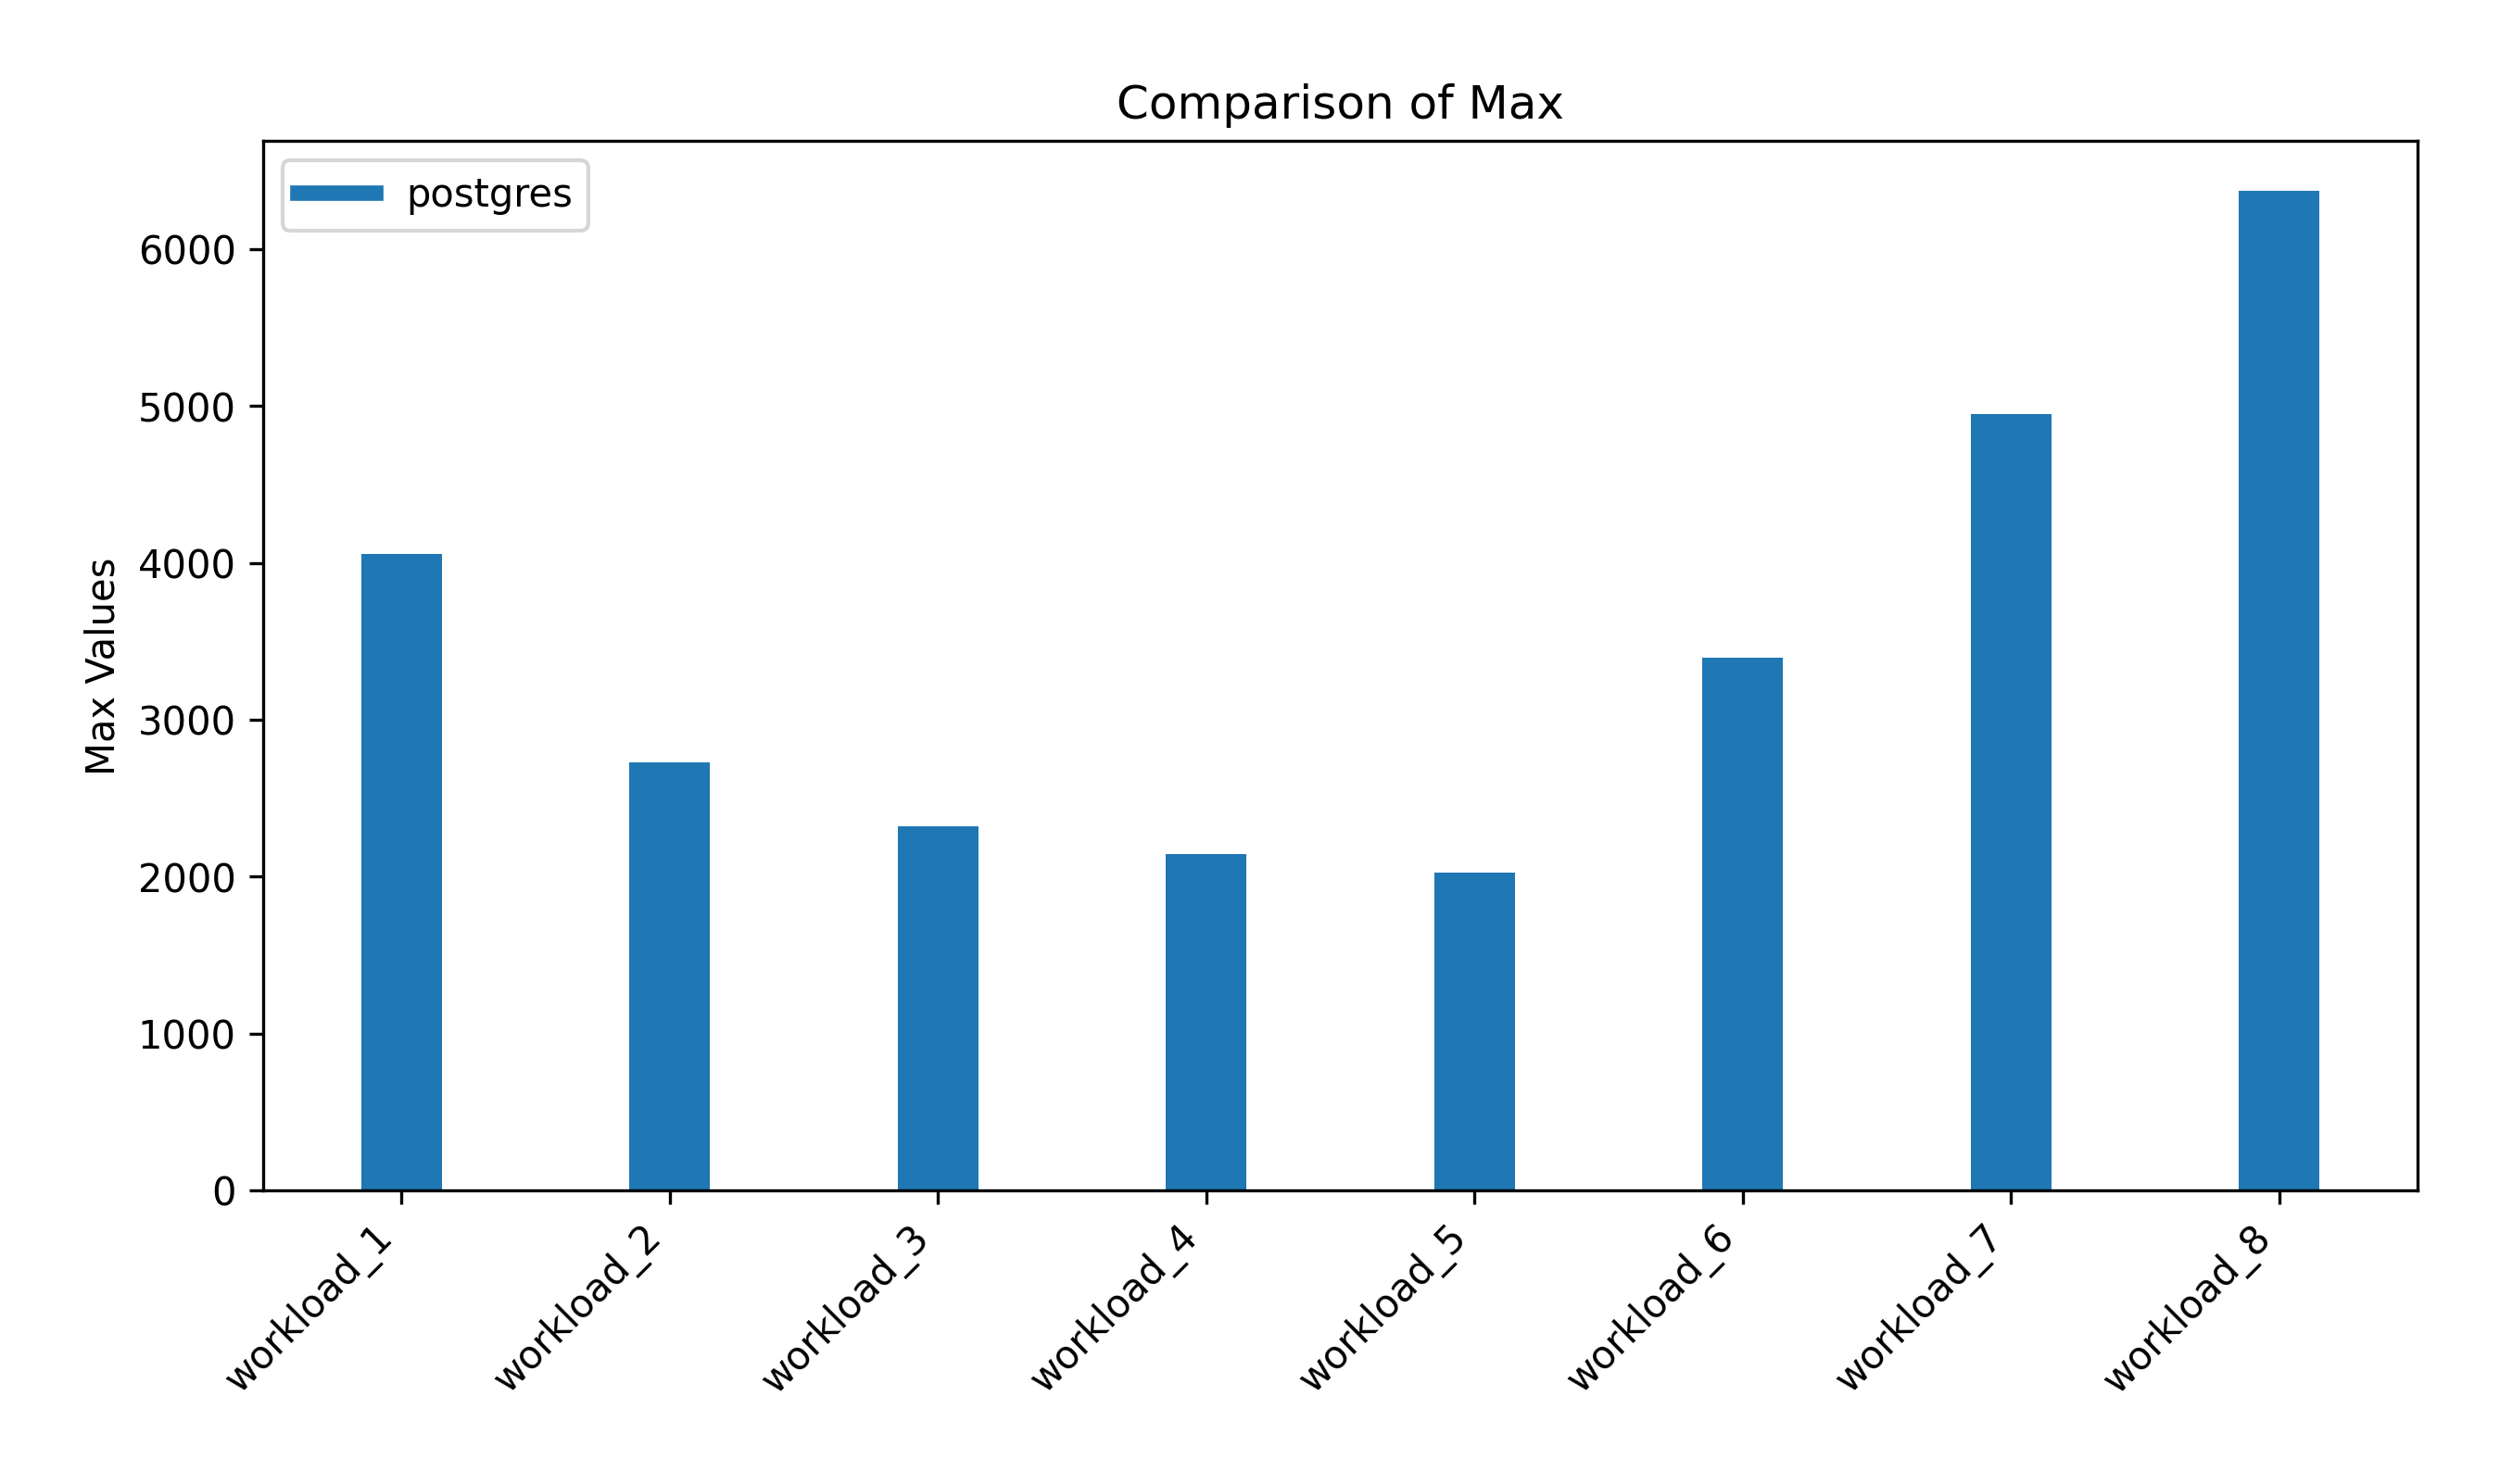 Comparison of Max
postgres
Max Values
6000
5000
4000
3000
2000
1000
0
workload_1
workload_2
workload_3
workload_4
workload_5
workload_6
workload_7
workload_8